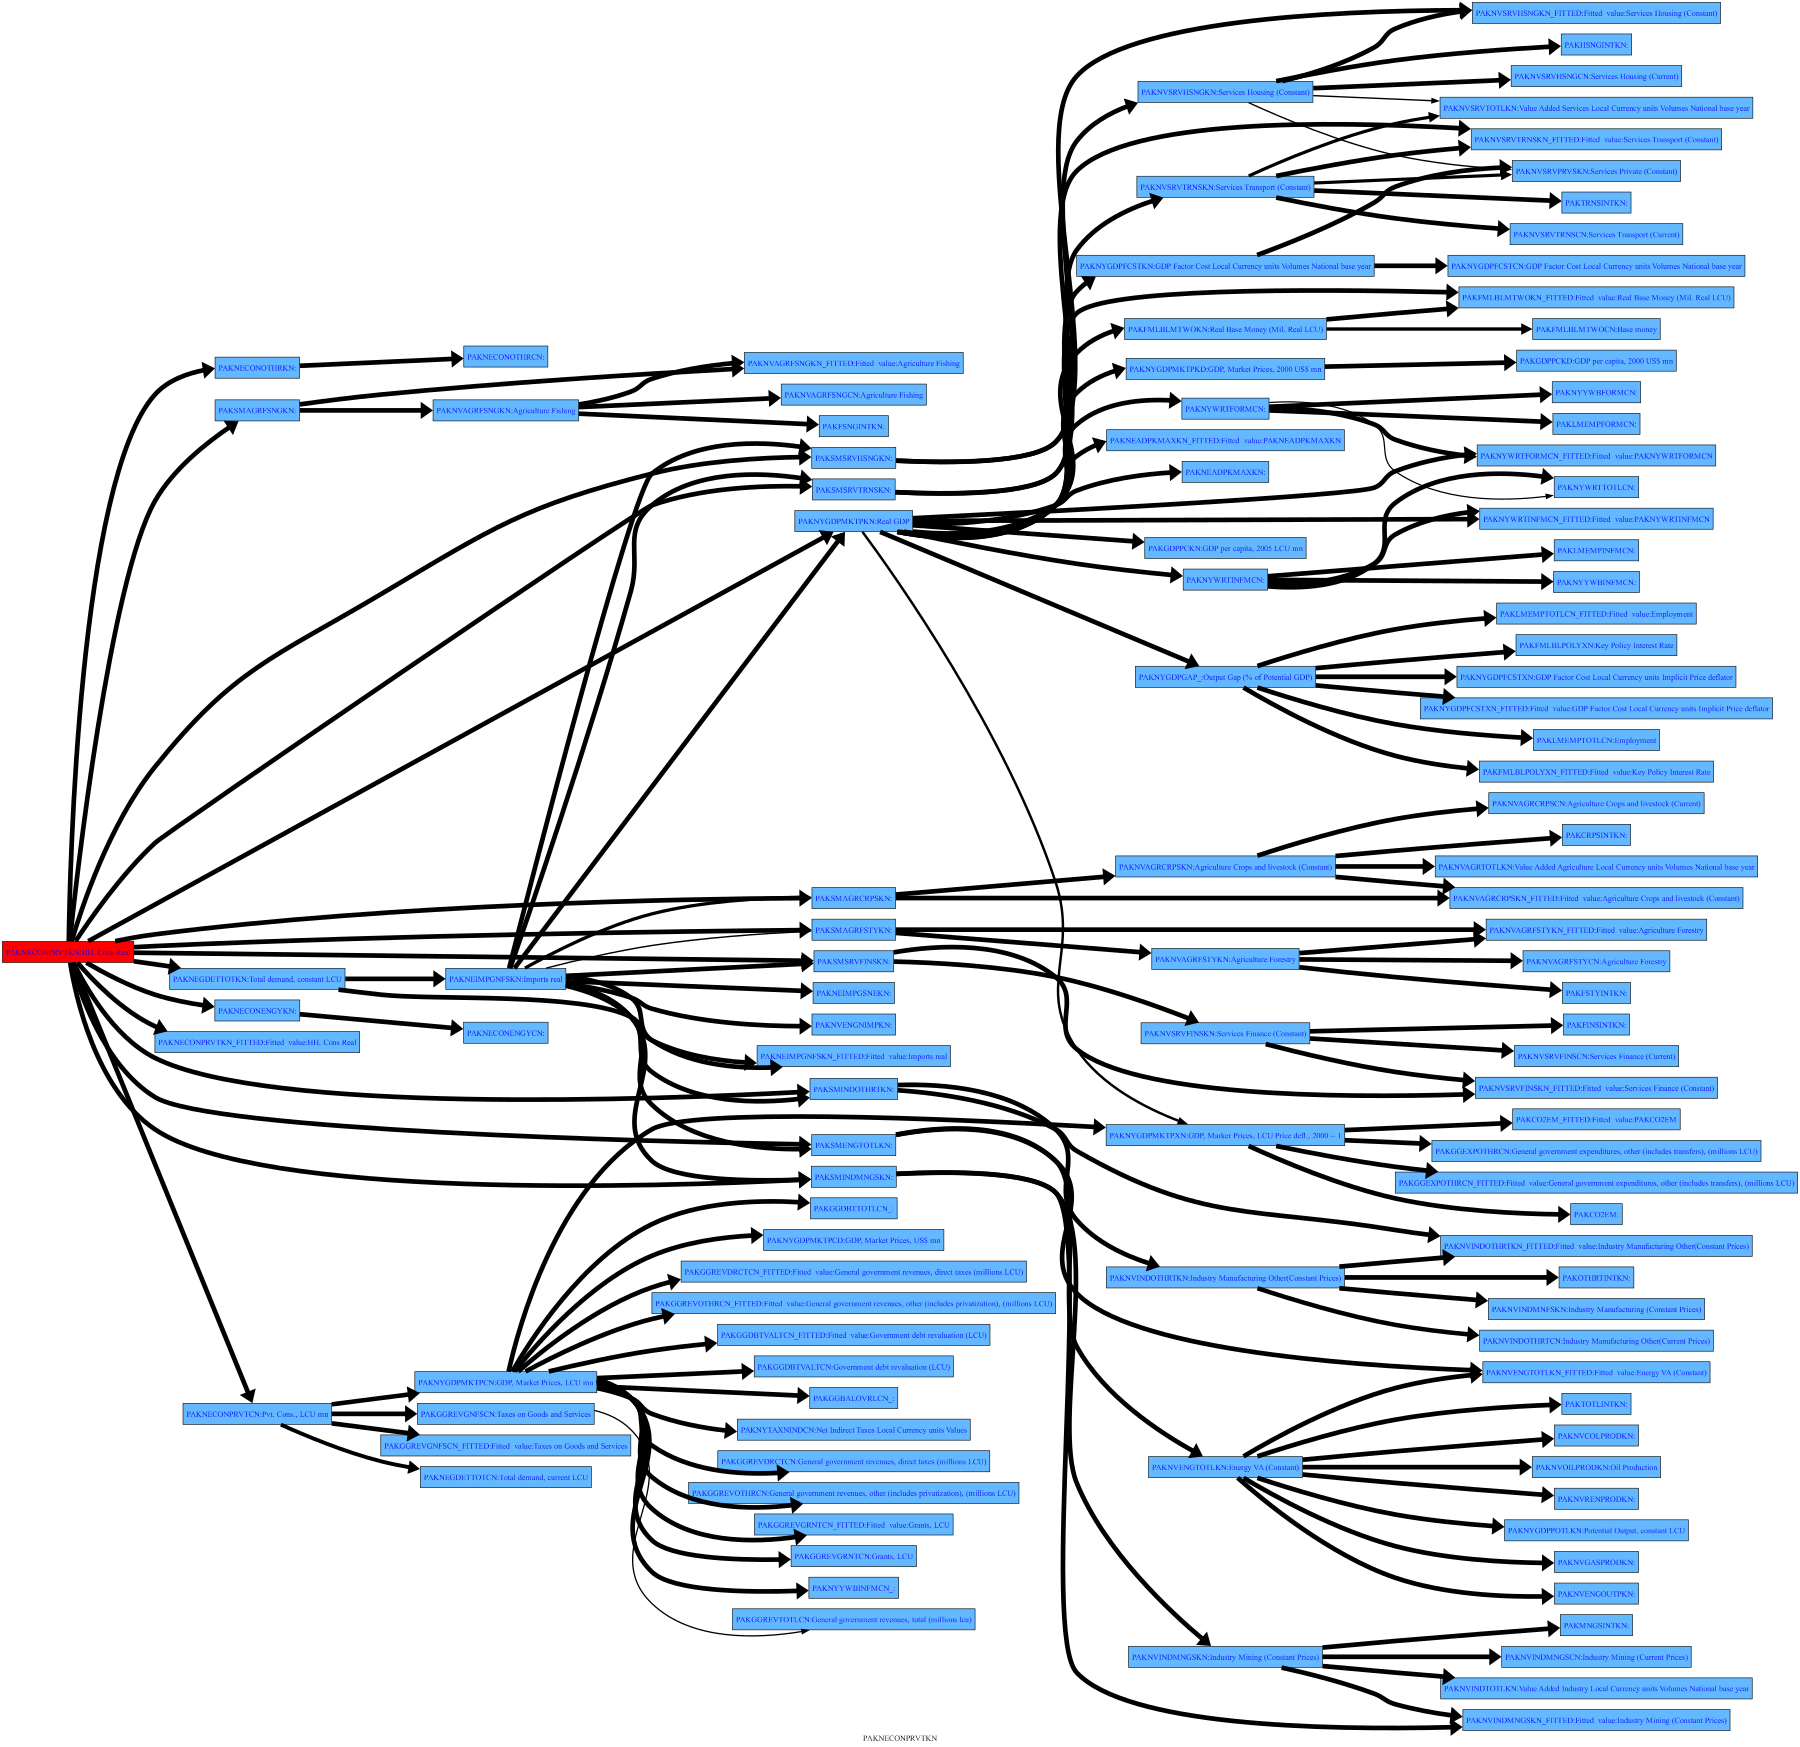 PAKNVSRVHSNGKN_FITTED:Fitted value:Services Housing (Constant)
PAKHSNGINTKN:
PAKNVSRVHSNGCN:Services Housing (Current)
PAKNVSRVHSNGKN:Services Housing (Constant)
PAKNVSRVTOTLKN:Value Added Services Local Currency units Volumes National base year
PAKNVSRVTRNSKN_FITTED:Fitted value:Services Transport (Constant)
PAKNVSRVPRVSKN:Services Private (Constant)
PAKNVSRVTRNSKN:Services Transport (Constant)
PAKTRNSINTKN:
PAKNVSRVTRNSCN:Services Transport (Current)
PAKNYGDPFCSTKN:GDP Factor Cost Local Currency units Volumes National base year
PAKNYGDPFCSTCN:GDP Factor Cost Local Currency units Volumes National base year
PAKFMLBLMTWOKN_FITTED:Fitted value:Real Base Money (Mil. Real LCU)
PAKFMLBLMTWOKN:Real Base Money (Mil. Real LCU)
PAKFMLBLMTWOCN:Base money
PAKNECONOTHRCN:
PAKNECONOTHRKN:
PAKNVAGRFSNGKN_FITTED:Fitted value:Agriculture Fishing
PAKNYGDPMKTPKD:GDP, Market Prices, 2000 US$ mn
PAKGDPPCKD:GDP per capita, 2000 US$ mn
PAKNVAGRFSNGCN:Agriculture Fishing
PAKNYYWBFORMCN:
PAKSMAGRFSNGKN:
PAKNVAGRFSNGKN:Agriculture Fishing
PAKNYWRTFORMCN:
PAKFSNGINTKN:
PAKLMEMPFORMCN:
PAKNEADPKMAXKN_FITTED:Fitted value:PAKNEADPKMAXKN
PAKSMSRVHSNGKN:
PAKNYWRTFORMCN_FITTED:Fitted value:PAKNYWRTFORMCN
PAKNEADPKMAXKN:
PAKSMSRVTRNSKN:
PAKNYWRTTOTLCN:
PAKNYGDPMKTPKN:Real GDP
PAKNYWRTINFMCN_FITTED:Fitted value:PAKNYWRTINFMCN
PAKGDPPCKN:GDP per capita, 2005 LCU mn
PAKLMEMPINFMCN:
PAKNYWRTINFMCN:
PAKNYYWBINFMCN:
PAKLMEMPTOTLCN_FITTED:Fitted value:Employment
PAKFMLBLPOLYXN:Key Policy Interest Rate
PAKNYGDPGAP_:Output Gap (% of Potential GDP)
PAKNYGDPFCSTXN:GDP Factor Cost Local Currency units Implicit Price deflator
PAKNYGDPFCSTXN_FITTED:Fitted value:GDP Factor Cost Local Currency units Implicit Price deflator
PAKLMEMPTOTLCN:Employment
PAKFMLBLPOLYXN_FITTED:Fitted value:Key Policy Interest Rate
PAKNVAGRCRPSCN:Agriculture Crops and livestock (Current)
PAKCRPSINTKN:
PAKNVAGRCRPSKN:Agriculture Crops and livestock (Constant)
PAKNVAGRTOTLKN:Value Added Agriculture Local Currency units Volumes National base year
PAKSMAGRCRPSKN:
PAKNVAGRCRPSKN_FITTED:Fitted value:Agriculture Crops and livestock (Constant)
PAKSMAGRFSTYKN:
PAKNVAGRFSTYKN_FITTED:Fitted value:Agriculture Forestry
PAKNECONPRVTKN:HH. Cons Real
PAKSMSRVFINSKN:
PAKNVAGRFSTYKN:Agriculture Forestry
PAKNVAGRFSTYCN:Agriculture Forestry
PAKNEGDETTOTKN:Total demand, constant LCU
PAKNEIMPGNFSKN:Imports real
PAKNEIMPGSNEKN:
PAKFSTYINTKN:
PAKNECONENGYKN:
PAKNVENGNIMPKN:
PAKFINSINTKN:
PAKNECONENGYCN:
PAKNVSRVFINSKN:Services Finance (Constant)
PAKNECONPRVTKN_FITTED:Fitted value:HH. Cons Real
PAKNEIMPGNFSKN_FITTED:Fitted value:Imports real
PAKNVSRVFINSCN:Services Finance (Current)
PAKSMINDOTHRTKN:
PAKNVSRVFINSKN_FITTED:Fitted value:Services Finance (Constant)
PAKCO2EM_FITTED:Fitted value:PAKCO2EM
PAKNYGDPMKTPXN:GDP, Marker Prices, LCU Price defl., 2000 = 1
PAKSMENGTOTLKN:
PAKGGEXPOTHRCN:General government expenditures, other (includes transfers), (millions LCU)
PAKSMINDMNGSKN:
PAKGGEXPOTHRCN_FITTED:Fitted value:General government expenditures, other (includes transfers), (millions LCU)
PAKGGDBTTOTLCN_:
PAKCO2EM:
PAKNYGDPMKTPCD:GDP, Market Prices, US$ mn
PAKNVINDOTHRTKN_FITTED:Fitted value:Industry Manufacturing Other(Constant Prices)
PAKGGREVDRCTCN_FITTED:Fitted value:General government revenues, direct taxes (millions LCU)
PAKNVINDOTHRTKN:Industry Manufacturing Other(Constant Prices)
PAKOTHRTINTKN:
PAKGGREVOTHRCN_FITTED:Fitted value:General government revenues, other (includes privatization), (millions LCU)
PAKNVINDMNFSKN:Industry Manufacturing (Constant Prices)
PAKGGDBTVALTCN_FITTED:Fitted value:Government debt revaluation (LCU)
PAKNVINDOTHRTCN:Industry Manufacturing Other(Current Prices)
PAKGGDBTVALTCN:Government debt revaluation (LCU)
PAKNVENGTOTLKN_FITTED:Fitted value:Energy VA (Constant)
PAKNYGDPMKTPCN:GDP, Market Prices, LCU mn
PAKGGBALOVRLCN_:
PAKTOTLINTKN:
PAKNECONPRVTCN:Pvt. Cons., LCU mn
PAKGGREVGNFSCN:Taxes on Goods and Services
PAKNYTAXNINDCN:Net Indirect Taxes Local Currency units Values
PAKNVCOLPRODKN:
PAKGGREVGNFSCN_FITTED:Fitted value:Taxes on Goods and Services
PAKGGREVDRCTCN:General government revenues, direct taxes (millions LCU)
PAKNVENGTOTLKN:Energy VA (Constant)
PAKNVOILPRODKN:Oil Production
PAKNEGDETTOTCN:Total demand, current LCU
PAKGGREVOTHRCN:General government revenues, other (includes privatization), (millions LCU)
PAKNVRENPRODKN:
PAKGGREVGRNTCN_FITTED:Fitted value:Grants, LCU
PAKNYGDPPOTLKN:Potential Output, constant LCU
PAKGGREVGRNTCN:Grants, LCU
PAKNVGASPRODKN:
PAKNYYWBINFMCN_:
PAKNVENGOUTPKN:
PAKGGREVTOTLCN:General government revenues, total (millions lcu)
PAKMNGSINTKN:
PAKNVINDMNGSKN:Industry Mining (Constant Prices)
PAKNVINDMNGSCN:Industry Mining (Current Prices)
PAKNVINDTOTLKN:Value Added Industry Local Currency units Volumes National base year
PAKNVINDMNGSKN_FITTED:Fitted value:Industry Mining (Constant Prices)
PAKNECONPRVTKN